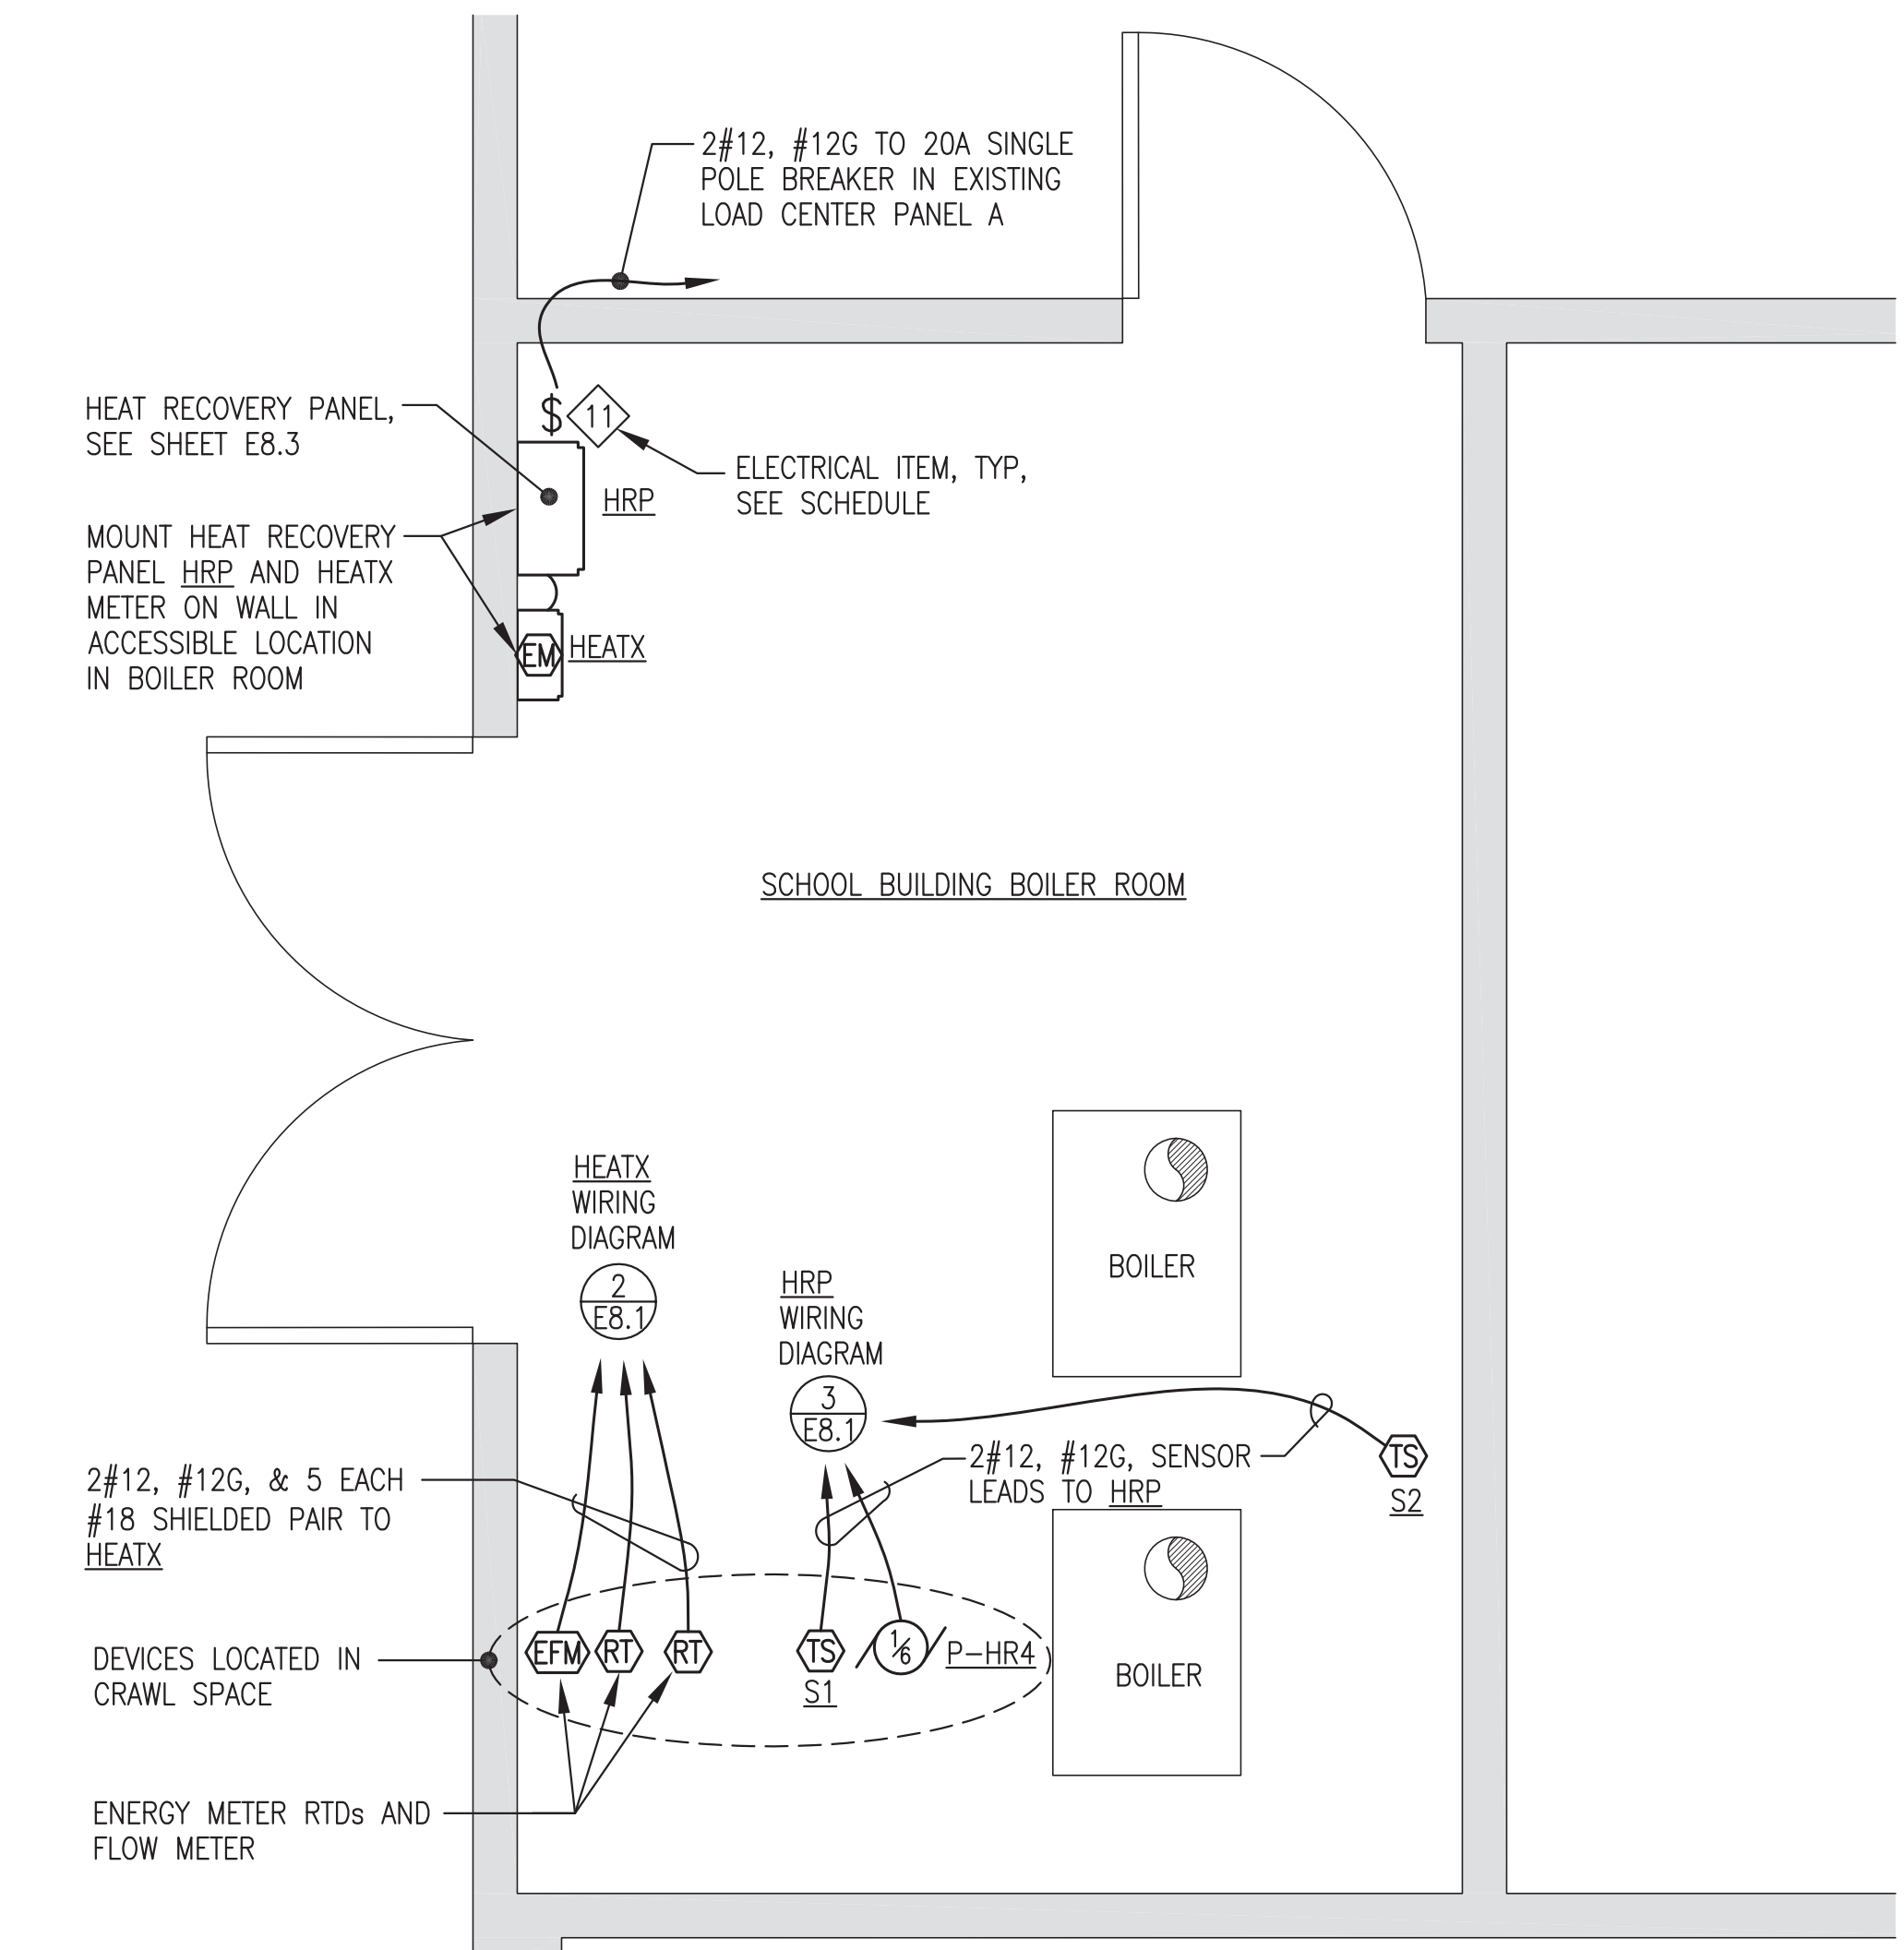 2#12, #12G TO 20A SINGLE
POLE BREAKER IN EXISTING
LOAD CENTER PANEL A
HEAT RECOVERY PANEL,
SEE SHEET E8.3
$
11
ELECTRICAL ITEM, TYP,
SEE SCHEDULE
HRP
MOUNT HEAT RECOVERY
PANEL HRP AND HEATX
METER ON WALL IN
ACCESSIBLE LOCATION
IN BOILER ROOM
EM
HEATX
SCHOOL BUILDING BOILER ROOM
HEATX
WIRING
DIAGRAM
2
E8.1
HRP
WIRING
DIAGRAM
3
E8.1
BOILER
2#12, #12G, & 5 EACH
#18 SHIELDED PAIR TO
HEATX
2#12, #12G, SENSOR
LEADS TO HRP
TS
S2
DEVICES LOCATED IN
CRAWL SPACE
EFM
RT
RT
TS
S1
1/6
P-HR4
BOILER
ENERGY METER RTDs AND
FLOW METER